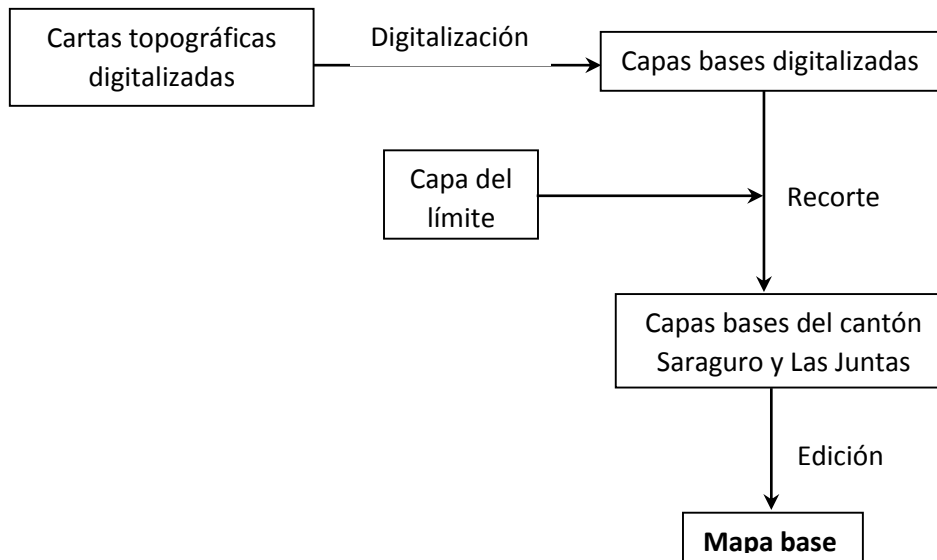 Cartas topográficas
digitalizadas
Digitalización
Capas bases digitalizadas
Capa del
límite
Recorte
Capas bases del cantón
Saraguro y Las Juntas
Edición
Mapa base